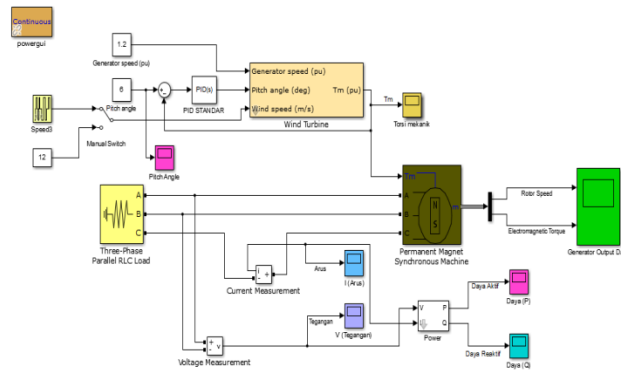 Continuous
powergui
1.2
Generator speed (pu)
Generator speed (pu)
Pitch angle (deg)
Tm (pu)
Wind speed (m/s)
Wind Turbine
6
Pitch angle
PID(s)
PID STANDAR
Speed3
Manual Switch
12
Pitch Angle
Tm
Torsi mekanik
A
B
C
Three-Phase
Parallel RLC Load
Tm
A
B
C
N
S
m
Permanent Magnet
Synchronous Machine
Rotor Speed
Electromagnetic Torque
Generator Output Da
i
+
-
Current Measurement
Arus
I (Arus)
+
-
v
Voltage Measurement
Tegangan
V (Tegangan)
V
I
P
Q
Power
Daya Aktif
Daya (P)
Daya Reaktif
Daya (Q)